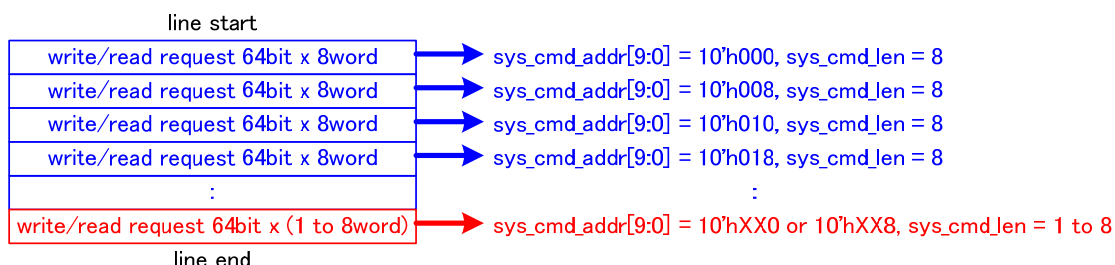 line start
write/read request 64bit x 8word sys_cmd_addr[9:0] = 10'h000, sys_cmd_len = 8
write/read request 64bit x 8word sys_cmd_addr[9:0] = 10'h008, sys_cmd_len = 8
write/read request 64bit x 8word sys_cmd_addr[9:0] = 10'h010, sys_cmd_len = 8
write/read request 64bit x 8word sys_cmd_addr[9:0] = 10'h018, sys_cmd_len = 8
: :
write/read request 64bit x (1 to 8word) sys_cmd_addr[9:0] = 10'hXX0 or 10'hXX8, sys_cmd_len = 1 to 8
line end